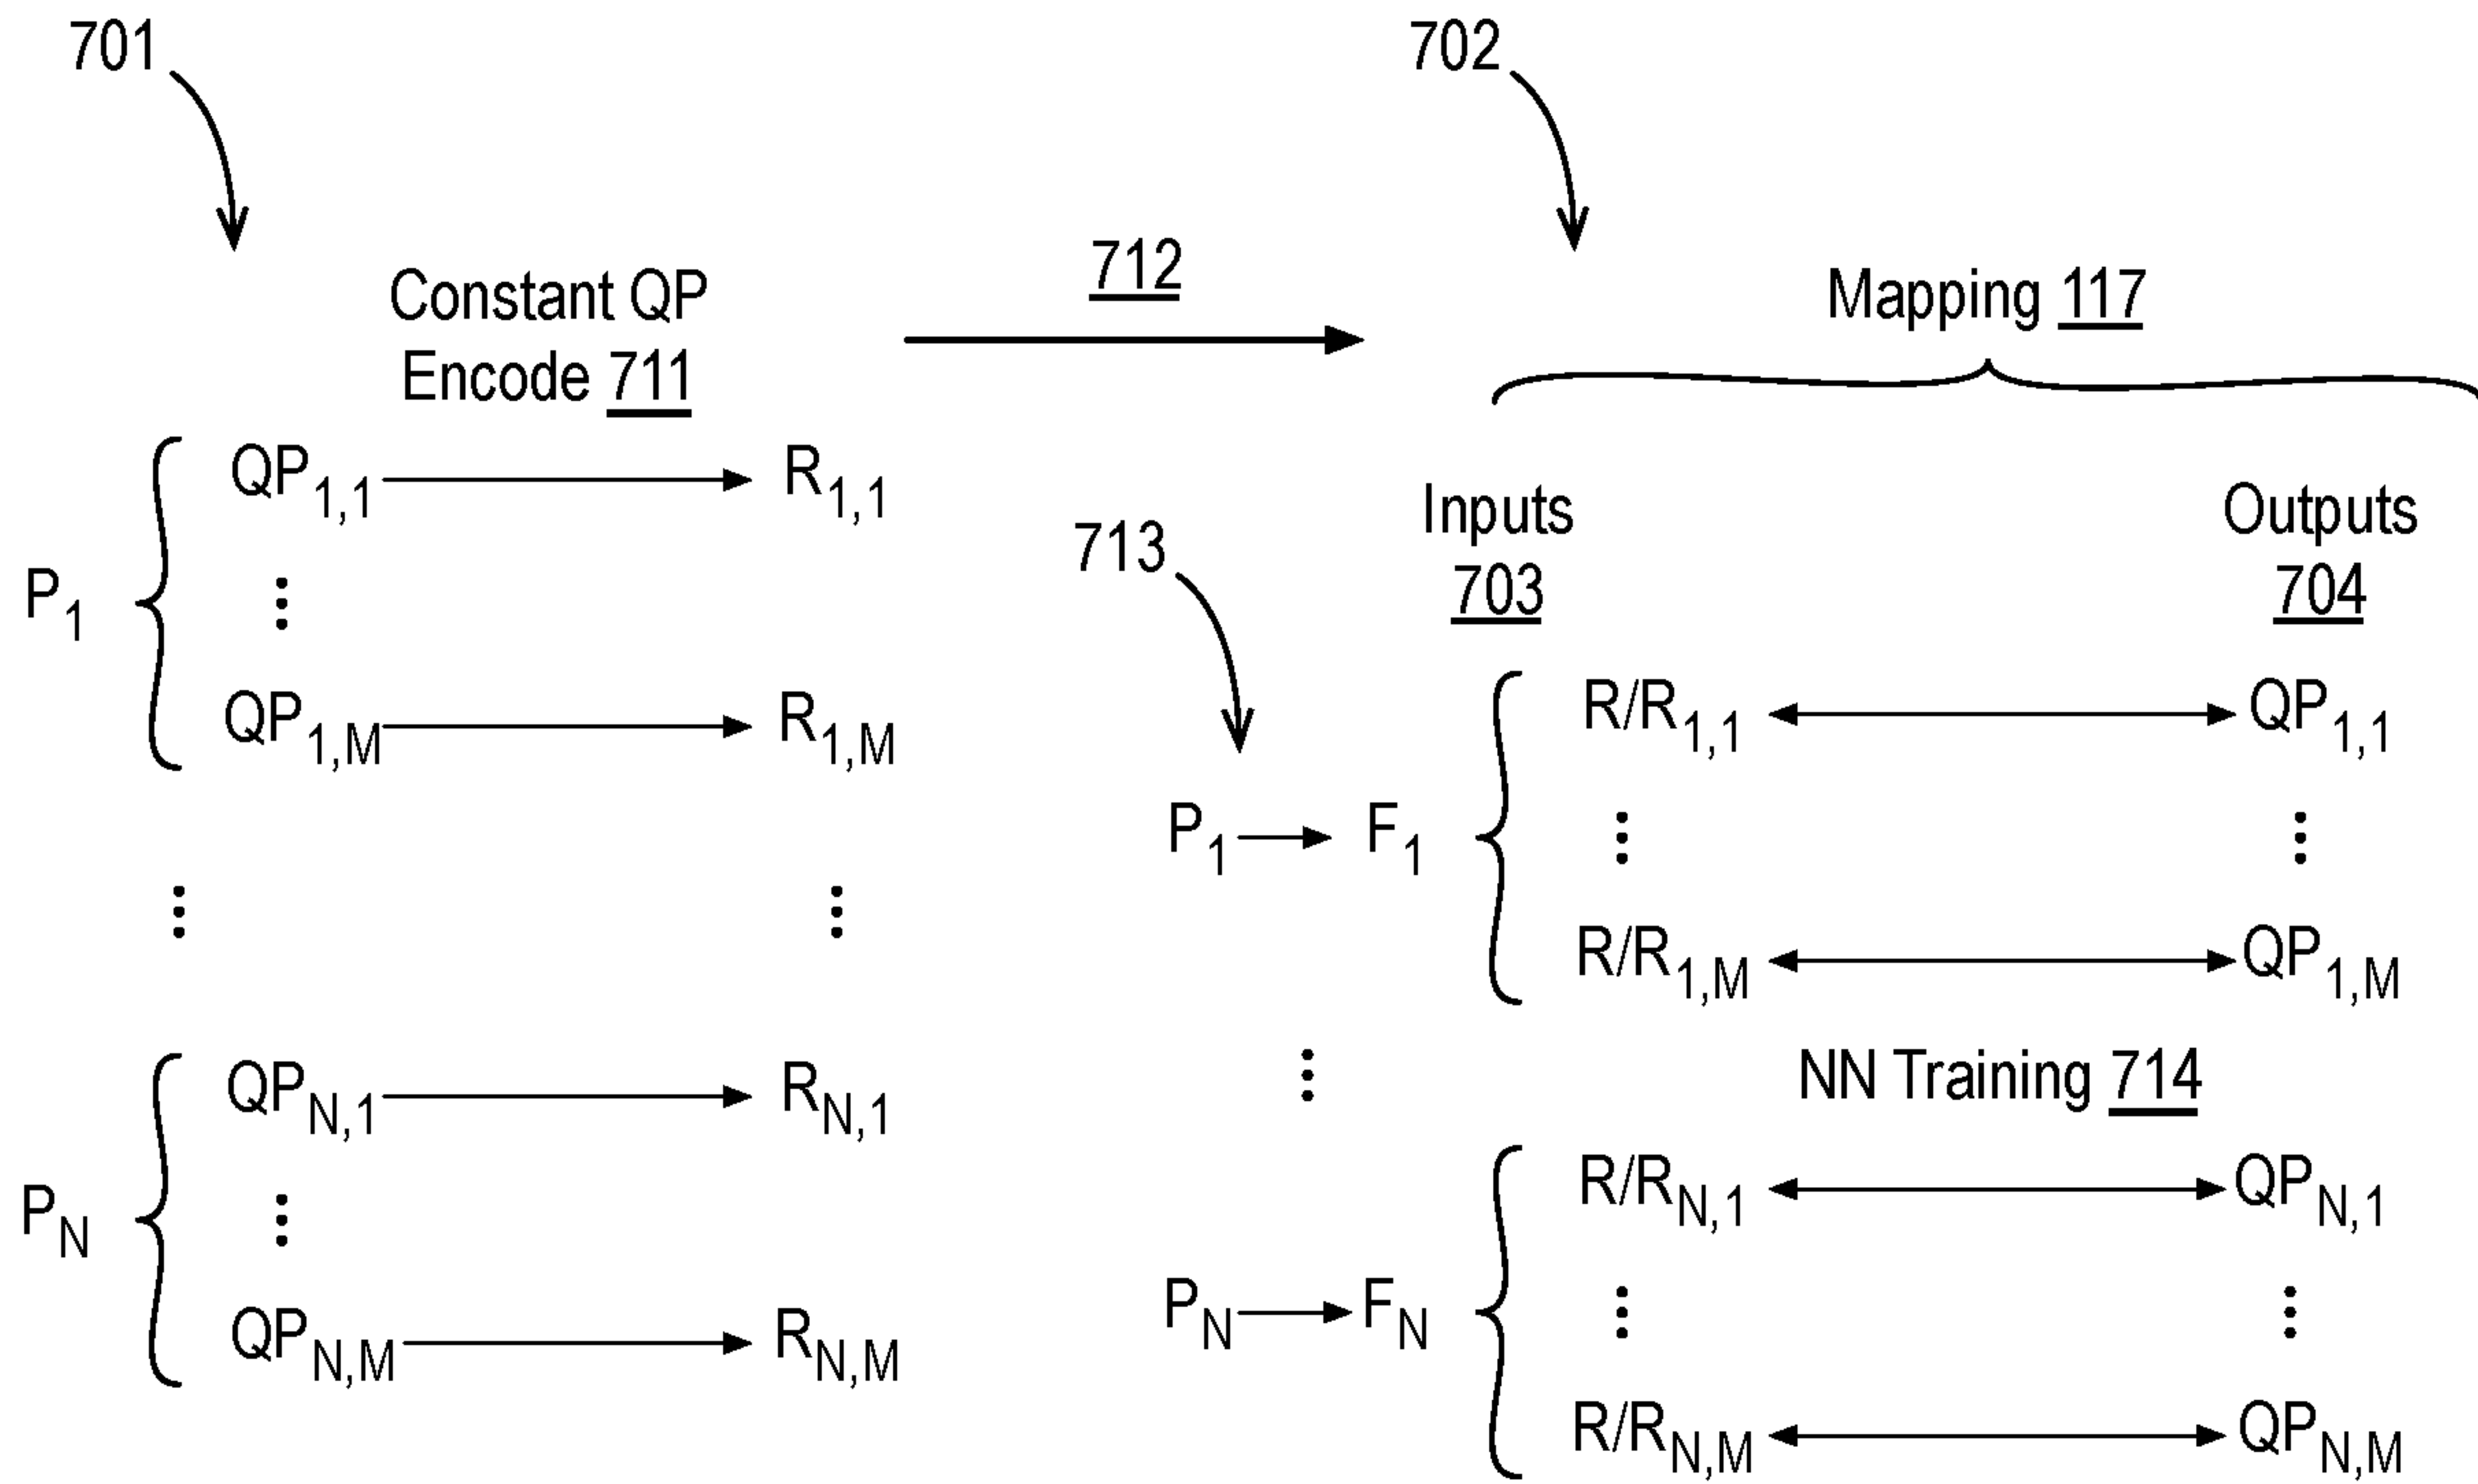 701
702
Constant QP
Encode 711
712
Mapping 117
P1
QP1,1
R1,1
QP1,M
R1,M
713
Inputs
703
Outputs
704
R/R1,1
QP1,1
P1
F1
R/R1,M
QP1,M
NN Training 714
PN
QPN,1
RN,1
QPN,M
RN,M
R/RN,1
QPN,1
PN
FN
R/RN,M
QPN,M